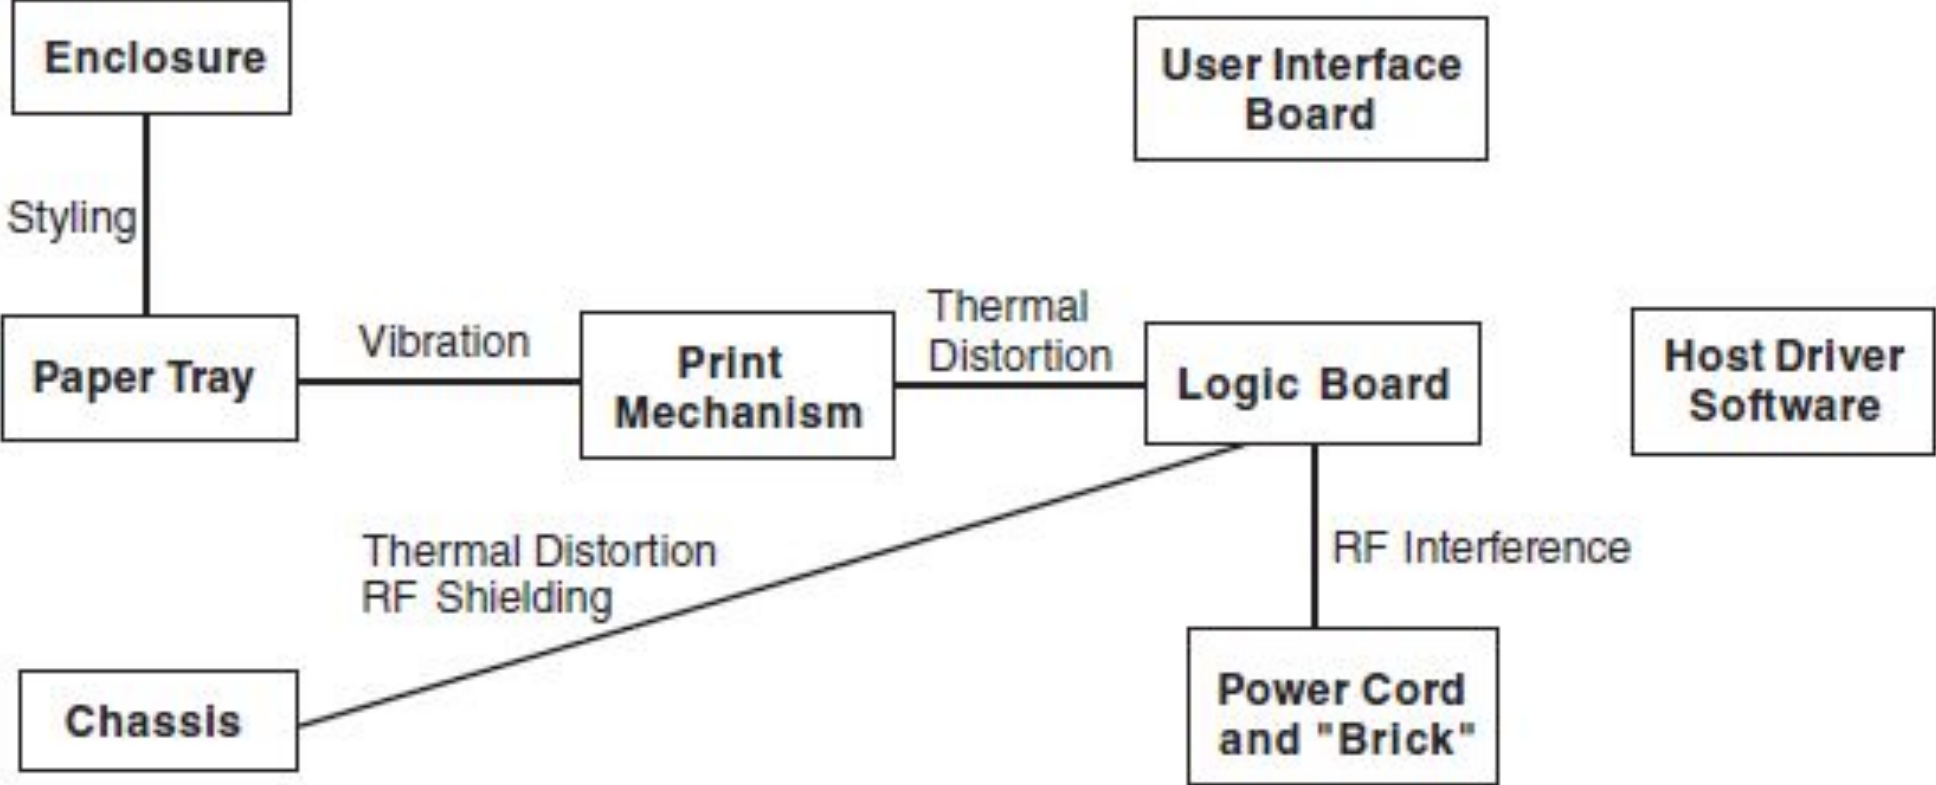 Enclosure
User Interface
Board
Styling
Paper Tray
Vibration
Print
Mechanism
Thermal
Distortion
Logic Board
Host Driver
Software
Thermal Distortion
RF Shielding
RF Interference
Chassis
Power Cord
and "Brick"